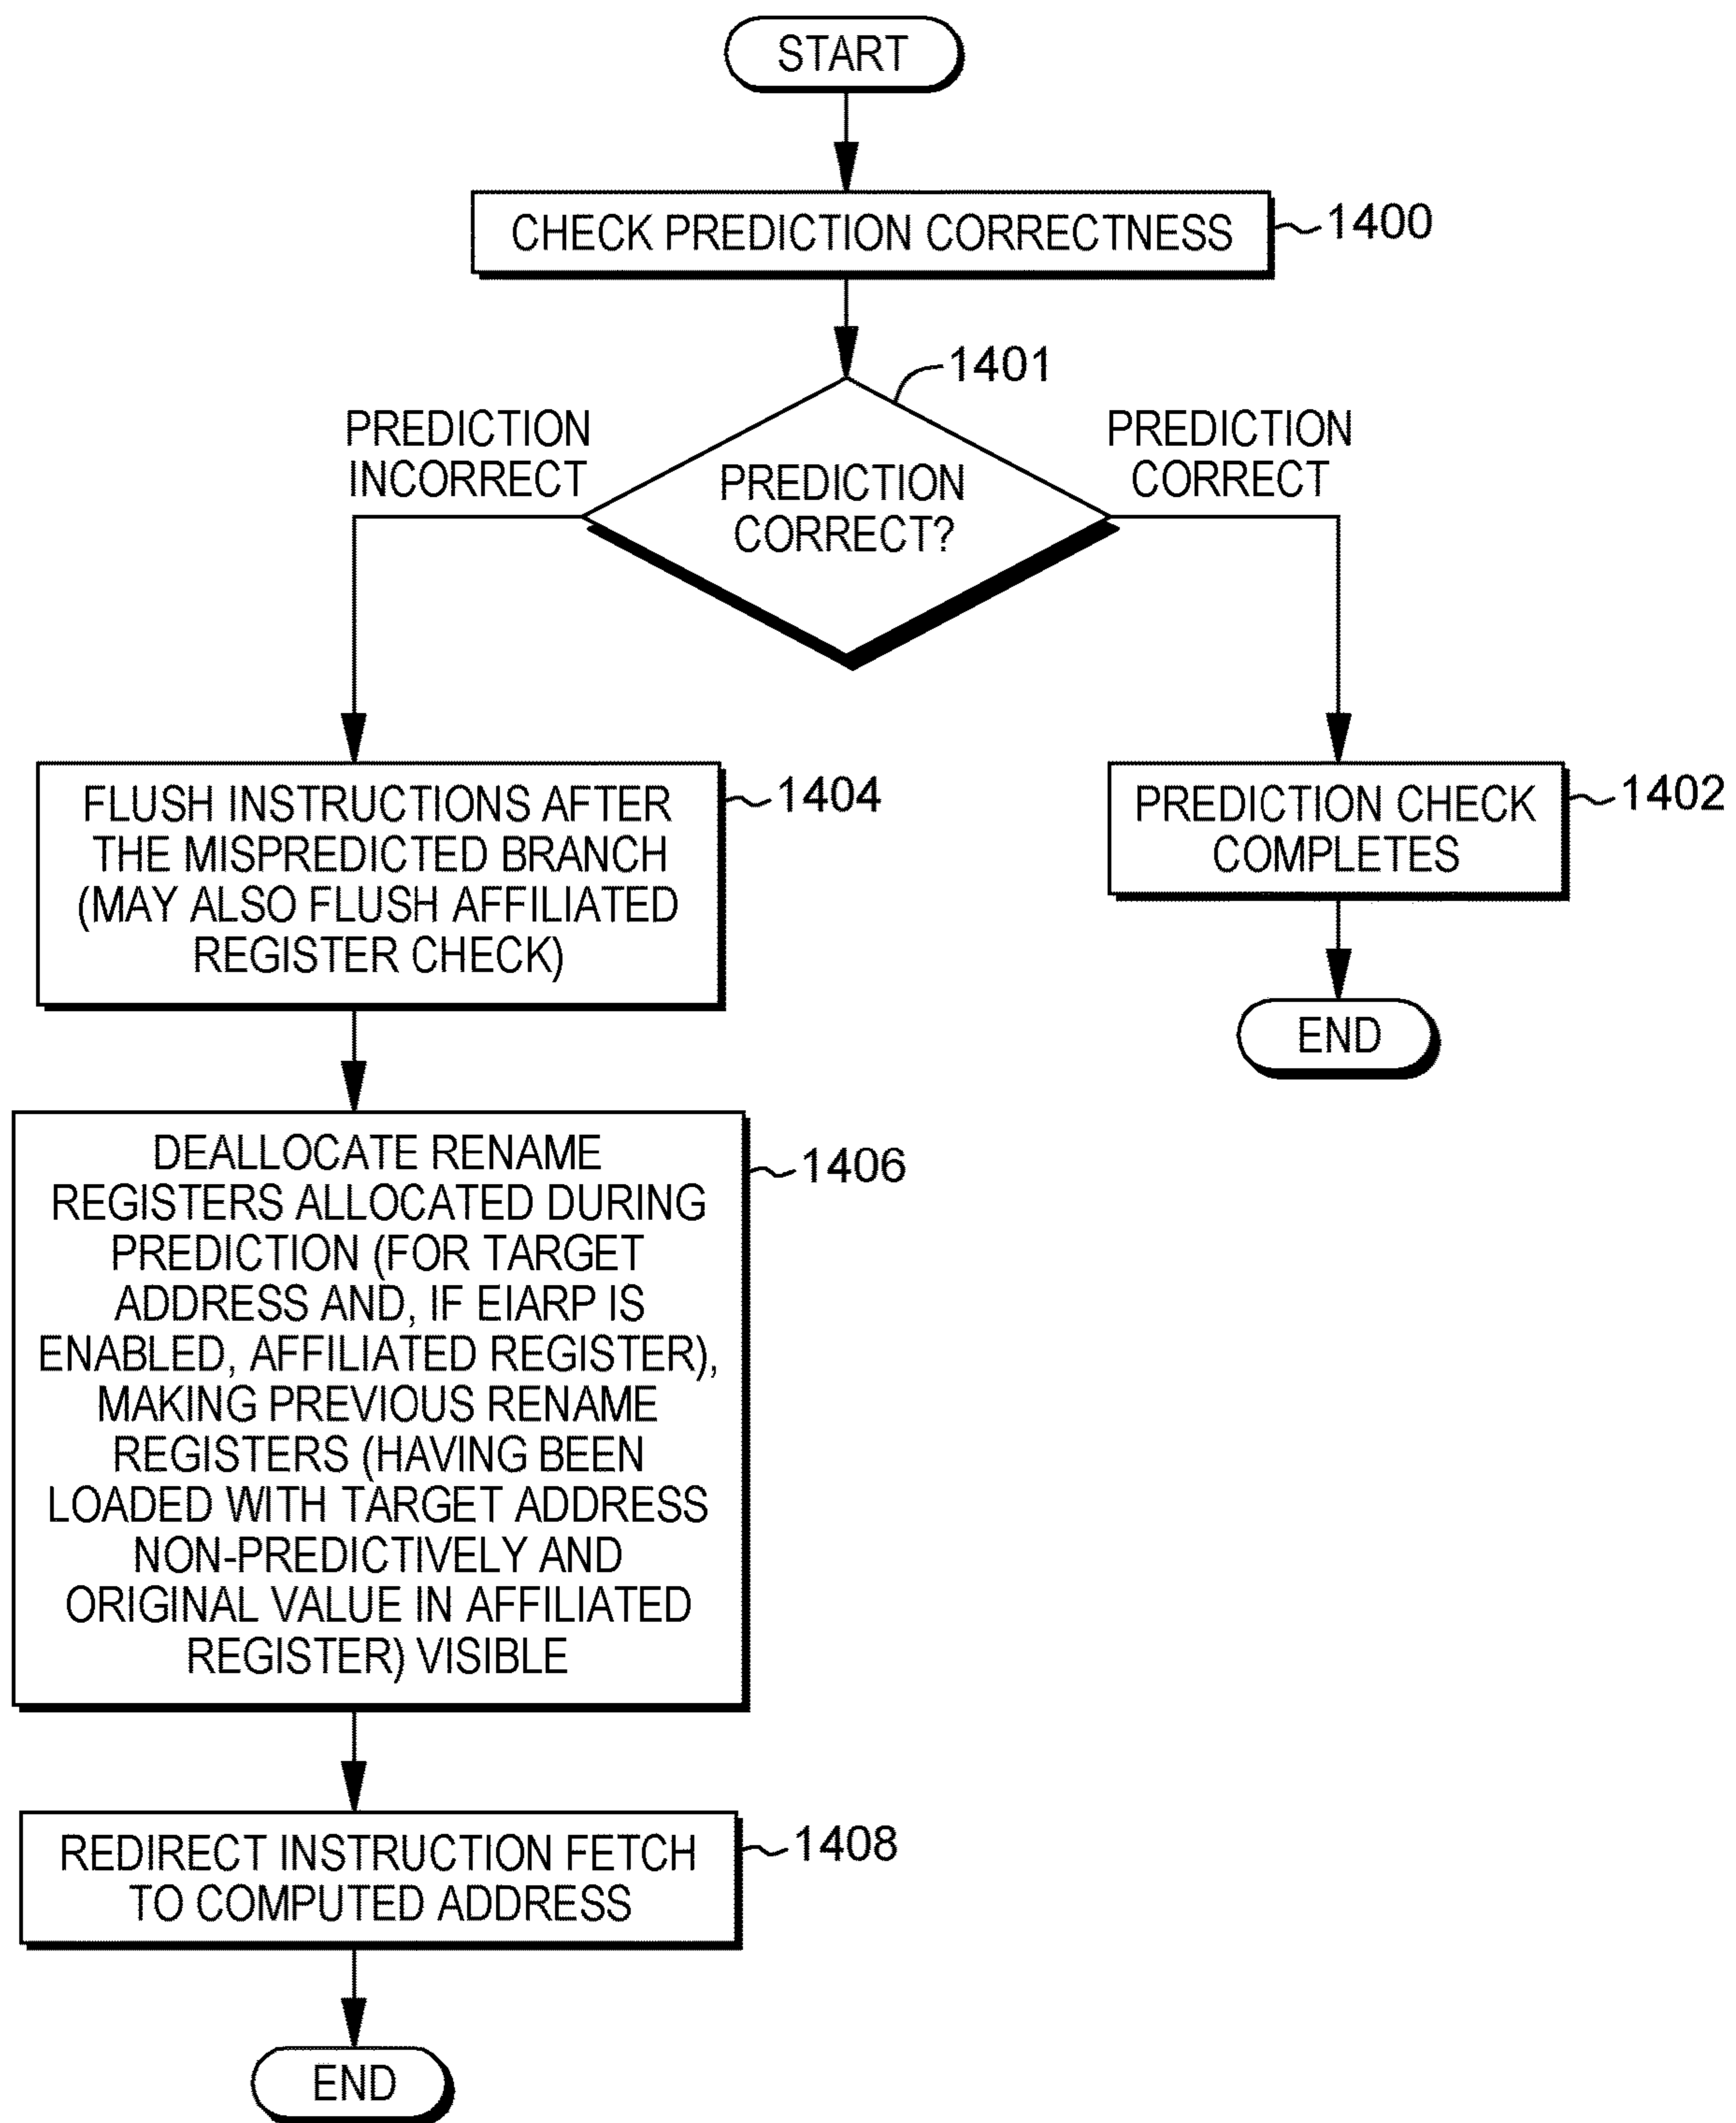 START
CHECK PREDICTION CORRECTNESS
1400
1401
PREDICTION
INCORRECT
PREDICTION
CORRECT?
PREDICTION
CORRECT
FLUSH INSTRUCTIONS AFTER
THE MISPREDICTED BRANCH
(MAY ALSO FLUSH AFFILIATED
REGISTER CHECK)
1404
PREDICTION CHECK
COMPLETES
1402
END
DEALLOCATE RENAME
REGISTERS ALLOCATED DURING
PREDICTION (FOR TARGET
ADDRESS AND, IF EIARP IS
ENABLED, AFFILIATED REGISTER),
MAKING PREVIOUS RENAME
REGISTERS (HAVING BEEN
LOADED WITH TARGET ADDRESS
NON-PREDICTIVELY AND
ORIGINAL VALUE IN AFFILIATED
REGISTER) VISIBLE
1406
REDIRECT INSTRUCTION FETCH
TO COMPUTED ADDRESS
1408
END